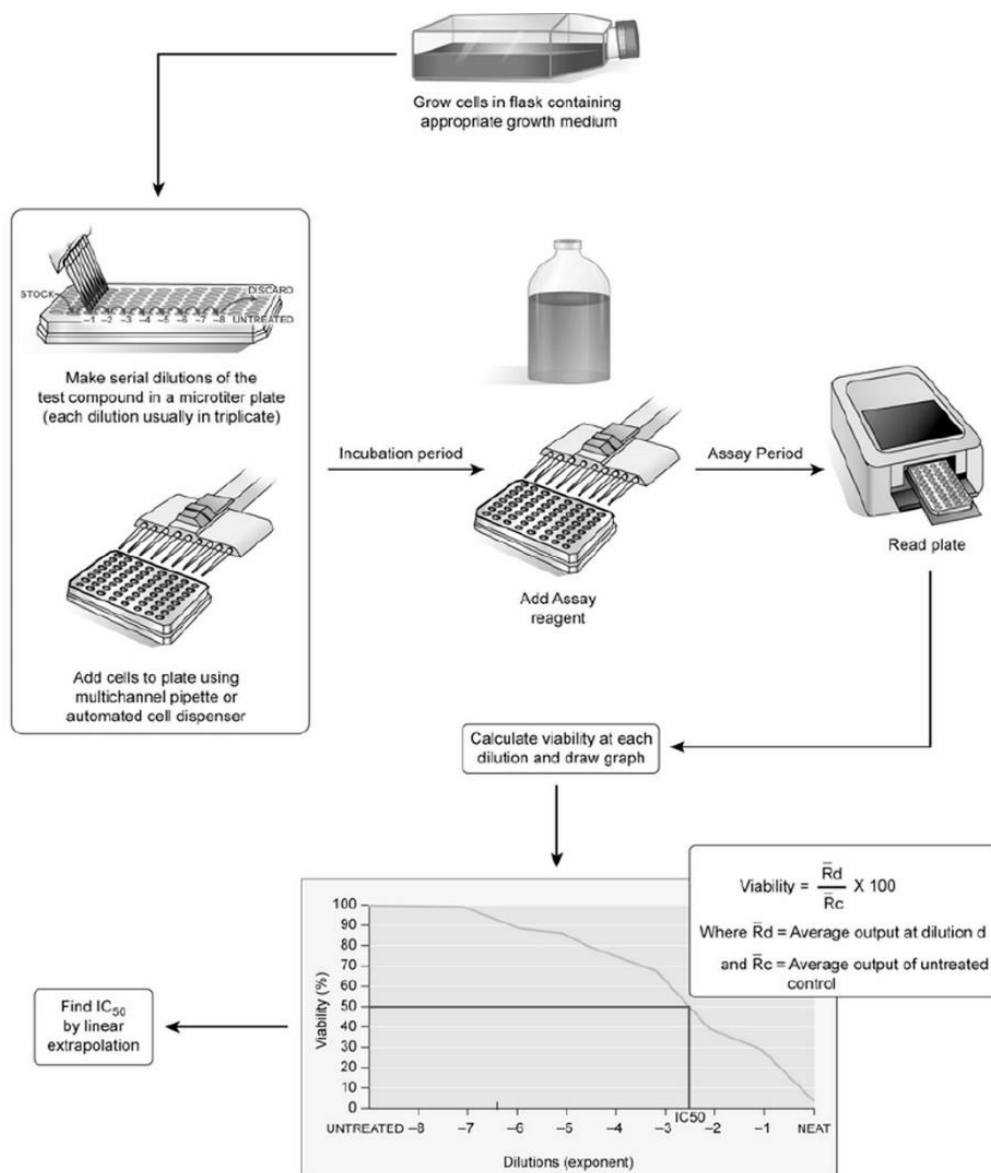 Grow cells in flask containing
appropriate growth medium
STOCK
DISCARD
-1 -2 -3 -4 -5 -6 -7 -8 UNTREATED
Make serial dilutions of the
test compound in a microtiter plate
(each dilution usually in triplicate)
Add cells to plate using
multichannel pipette or
automated cell dispenser
Incubation period
Add Assay
reagent
Assay Period
Read plate
Calculate viability at each
dilution and draw graph
Viability = R̄d / R̄c X 100
Where R̄d = Average output at dilution d
and R̄c = Average output of untreated
control
Viability (%)
100
90
80
70
60
50
40
30
20
10
0
IC50
UNTREATED -8 -7 -6 -5 -4 -3 -2 -1 NEAT
Dilutions (exponent)
Find IC50
by linear
extrapolation